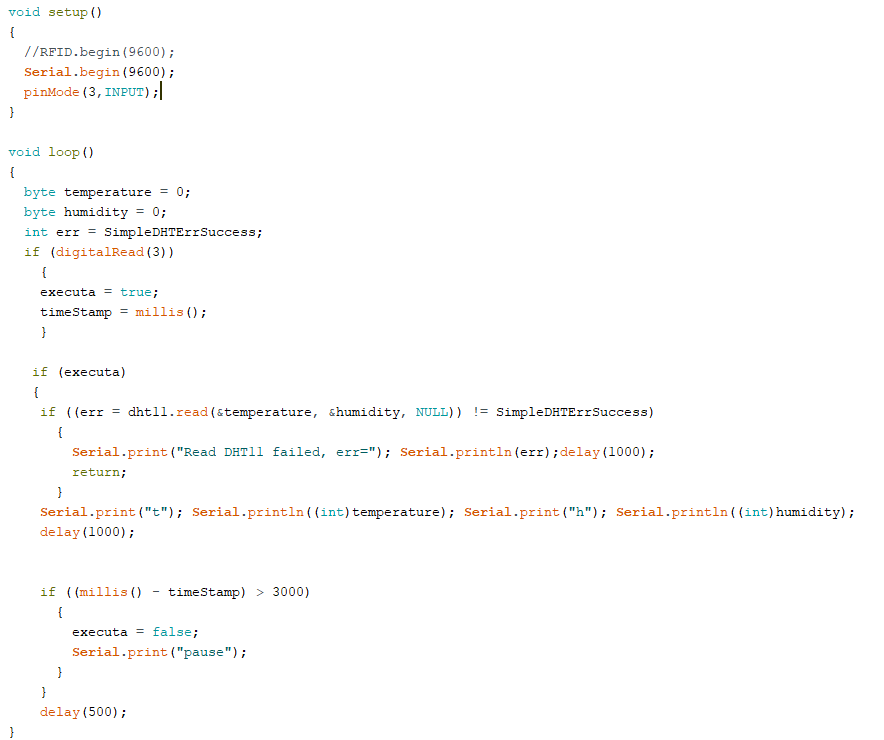 void setup()
{
  //RFID.begin(9600);
  Serial.begin(9600);
  pinMode(3,INPUT);
}

void loop()
{
  byte temperature = 0;
  byte humidity = 0;
  int err = SimpleDHTErrSuccess;
  if (digitalRead(3))
    {
    executa = true;
    timeStamp = millis();
    }

   if (executa)
   {
    if ((err = dht11.read(&temperature, &humidity, NULL)) != SimpleDHTErrSuccess)
      {
        Serial.print("Read DHT11 failed, err="); Serial.println(err);delay(1000);
        return;
      }
    Serial.print("t"); Serial.println((int)temperature); Serial.print("h"); Serial.println((int)humidity);
    delay(1000);


    if ((millis() - timeStamp) > 3000)
      {
        executa = false;
        Serial.print("pause");
      }
    }
    delay(500);
}